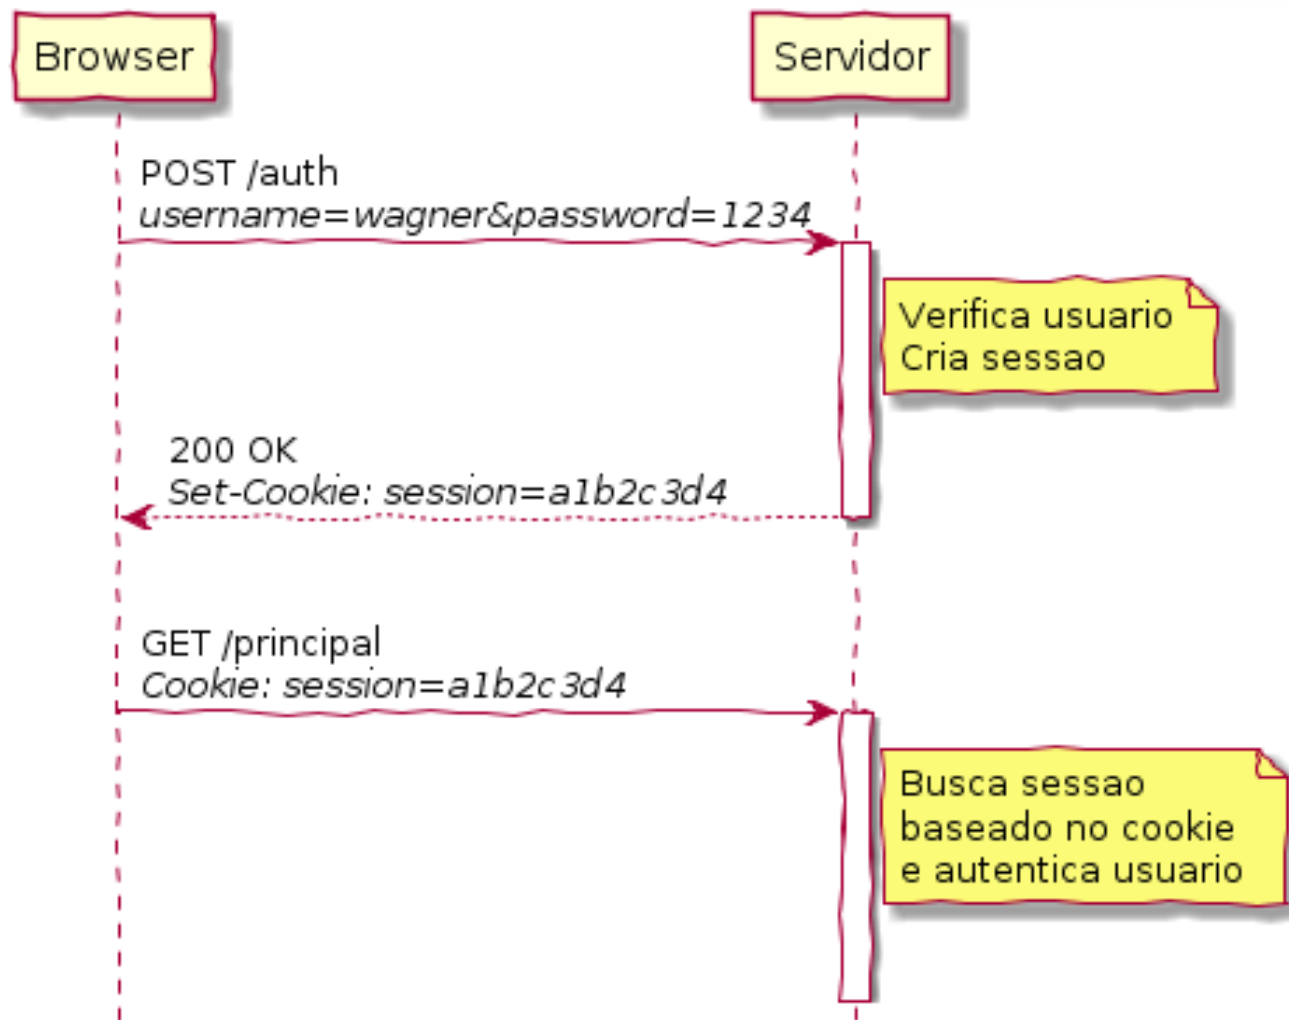 Browser
Servidor
POST /auth
username=wagner&password=1234
Verifica usuario
Cria sessao
200 OK
Set-Cookie: session=a1b2c3d4
GET /principal
Cookie: session=a1b2c3d4
Busca sessao
baseado no cookie
e autentica usuario